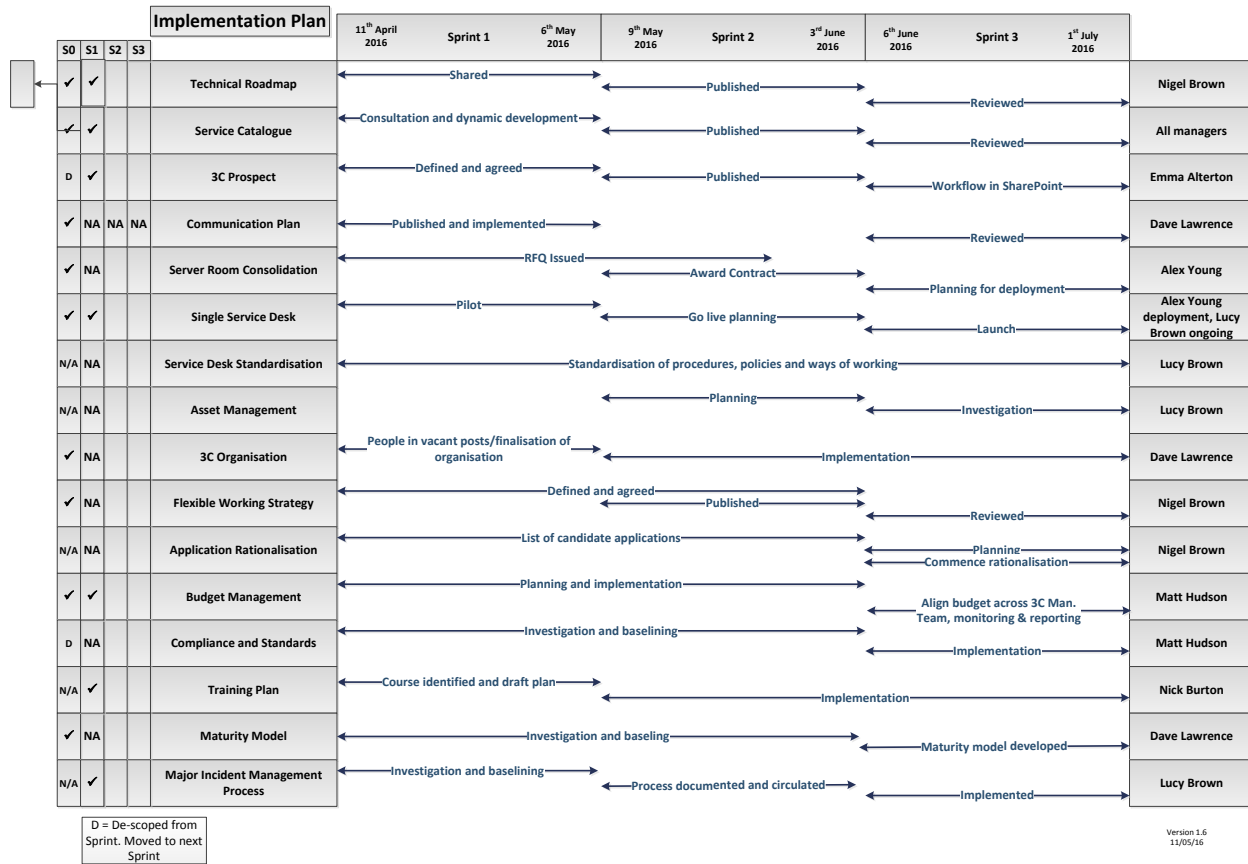 Implementation Plan
11th April 2016
Sprint 1
6th May 2016
9th May 2016
Sprint 2
3rd June 2016
6th June 2016
Sprint 3
1st July 2016
S0 S1 S2 S3
✓ ✓ Technical Roadmap
Shared
Published
Reviewed
Nigel Brown
✓ ✓ Service Catalogue
Consultation and dynamic development
Published
Reviewed
All managers
D ✓ 3C Prospect
Defined and agreed
Published
Workflow in SharePoint
Emma Alterton
✓ NA NA NA Communication Plan
Published and implemented
Reviewed
Dave Lawrence
✓ NA Server Room Consolidation
RFQ Issued
Award Contract
Planning for deployment
Alex Young
✓ ✓ Single Service Desk
Pilot
Go live planning
Launch
Alex Young
deployment, Lucy
Brown ongoing
N/A NA Service Desk Standardisation
Standardisation of procedures, policies and ways of working
Lucy Brown
N/A NA Asset Management
Planning
Investigation
Lucy Brown
✓ NA 3C Organisation
People in vacant posts/finalisation of
organisation
Implementation
Dave Lawrence
✓ NA Flexible Working Strategy
Defined and agreed
Published
Reviewed
Nigel Brown
N/A NA Application Rationalisation
List of candidate applications
Planning
Commence rationalisation
Nigel Brown
✓ ✓ Budget Management
Planning and implementation
Align budget across 3C Man.
Team, monitoring & reporting
Matt Hudson
D NA Compliance and Standards
Investigation and baselining
Implementation
Matt Hudson
N/A ✓ Training Plan
Course identified and draft plan
Implementation
Nick Burton
✓ NA Maturity Model
Investigation and baseling
Maturity model developed
Dave Lawrence
N/A ✓ Major Incident Management
Process
Investigation and baselining
Process documented and circulated
Implemented
Lucy Brown
D = De-scoped from
Sprint. Moved to next
Sprint
Version 1.6
11/05/16